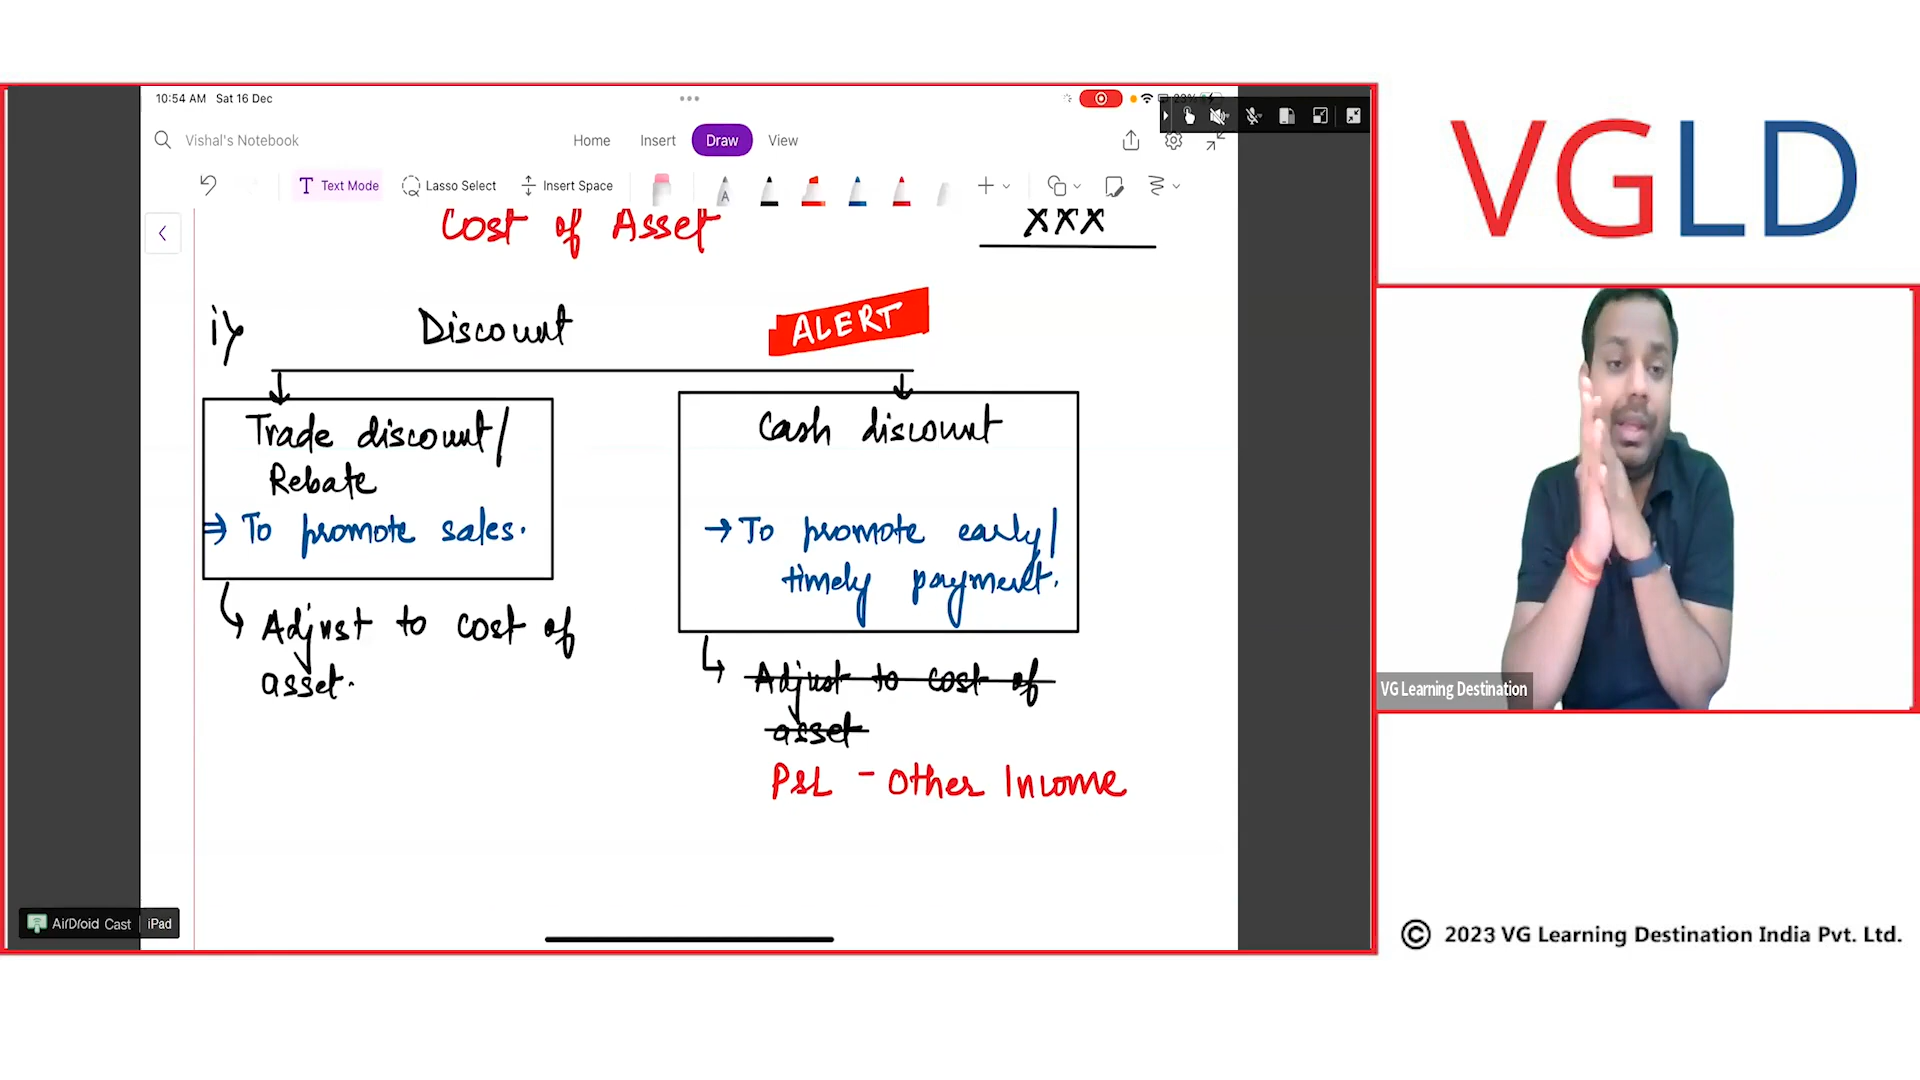 10:54 AM Sat 16 Dec
23%
Vishal's Notebook
Home Insert Draw View
Text Mode Lasso Select Insert Space
Cost of Asset XXX
i) Discount ALERT
Trade discount/
Rebate
⇒ To promote sales.
Adjust to cost of
asset.
Cash discount
→ To promote early/
timely payment.
Adjust to cost of
asset
P&L - Other Income
AirDroid Cast iPad
VGLD
VG Learning Destination
© 2023 VG Learning Destination India Pvt. Ltd.